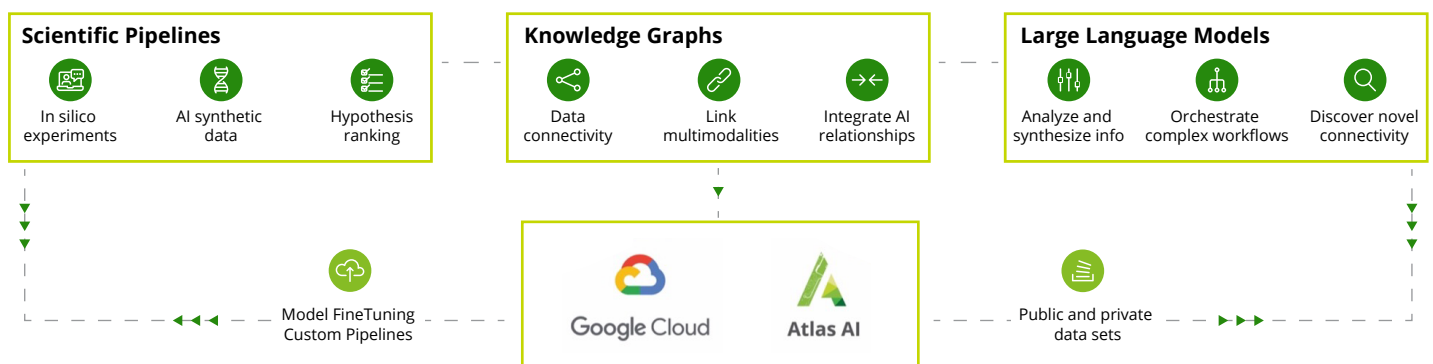 Scientific Pipelines
In silico
experiments
AI synthetic
data
Hypothesis
ranking
Knowledge Graphs
Data
connectivity
Link
multimodalities
Integrate AI
relationships
Large Language Models
Analyze and
synthesize info
Orchestrate
complex workflows
Discover novel
connectivity
Model FineTuning
Custom Pipelines
Google Cloud
Atlas AI
Public and private
data sets